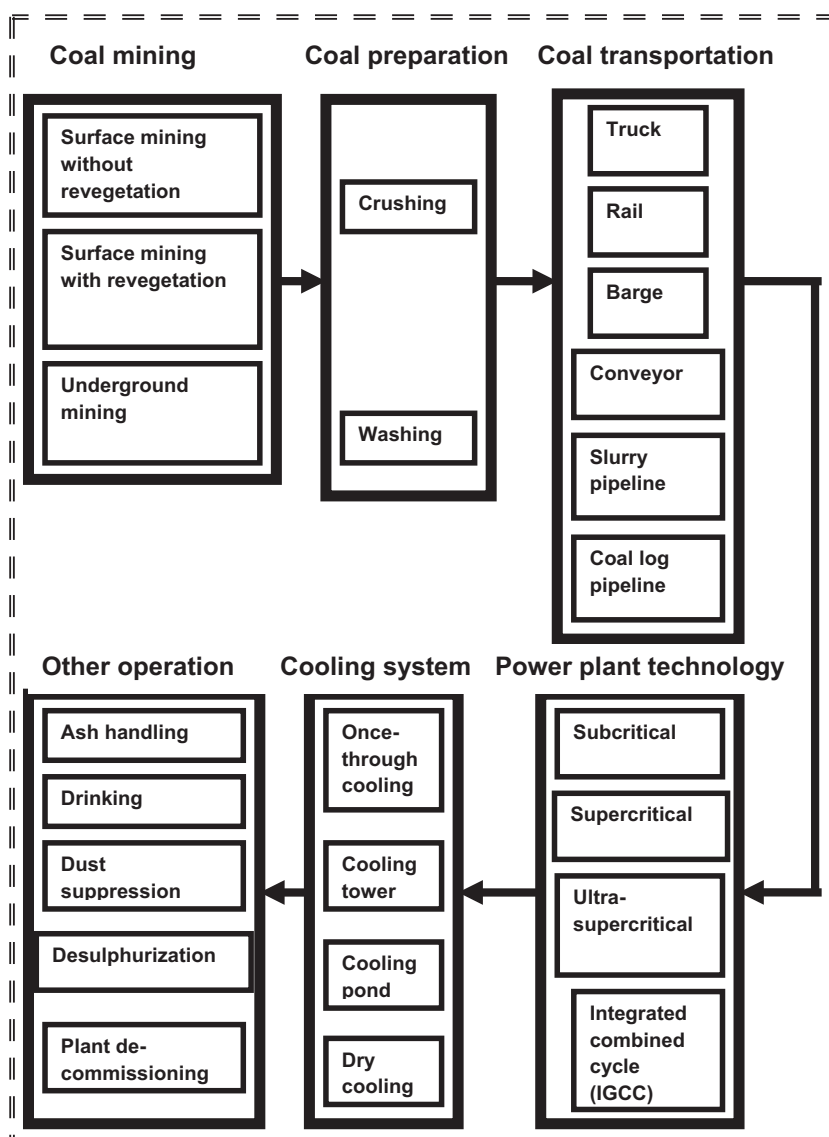 Coal mining
Coal preparation
Coal transportation
Surface mining
without
revegetation
Surface mining
with revegetation
Underground
mining
Crushing
Washing
Truck
Rail
Barge
Conveyor
Slurry
pipeline
Coal log
pipeline
Other operation
Cooling system
Power plant technology
Ash handling
Drinking
Dust
suppression
Desulphurization
Plant de-
commissioning
Once-
through
cooling
Cooling
tower
Cooling
pond
Dry
cooling
Subcritical
Supercritical
Ultra-
supercritical
Integrated
combined
cycle
(IGCC)